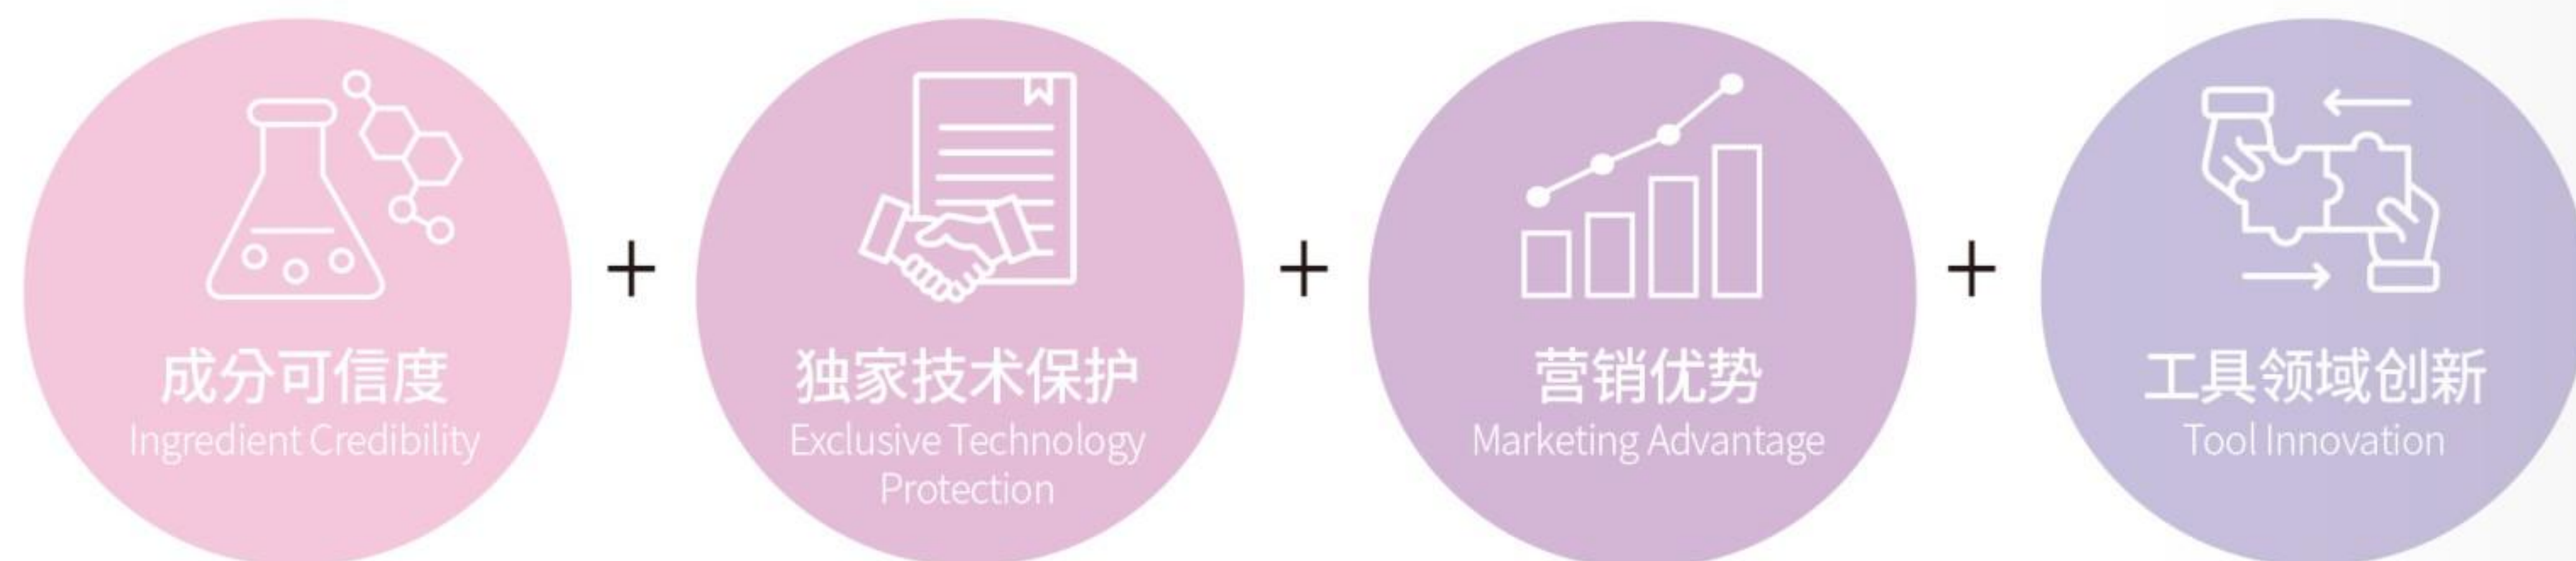 成分可信度
Ingredient Credibility
+
独家技术保护
Exclusive Technology
Protection
+
营销优势
Marketing Advantage
+
工具领域创新
Tool Innovation